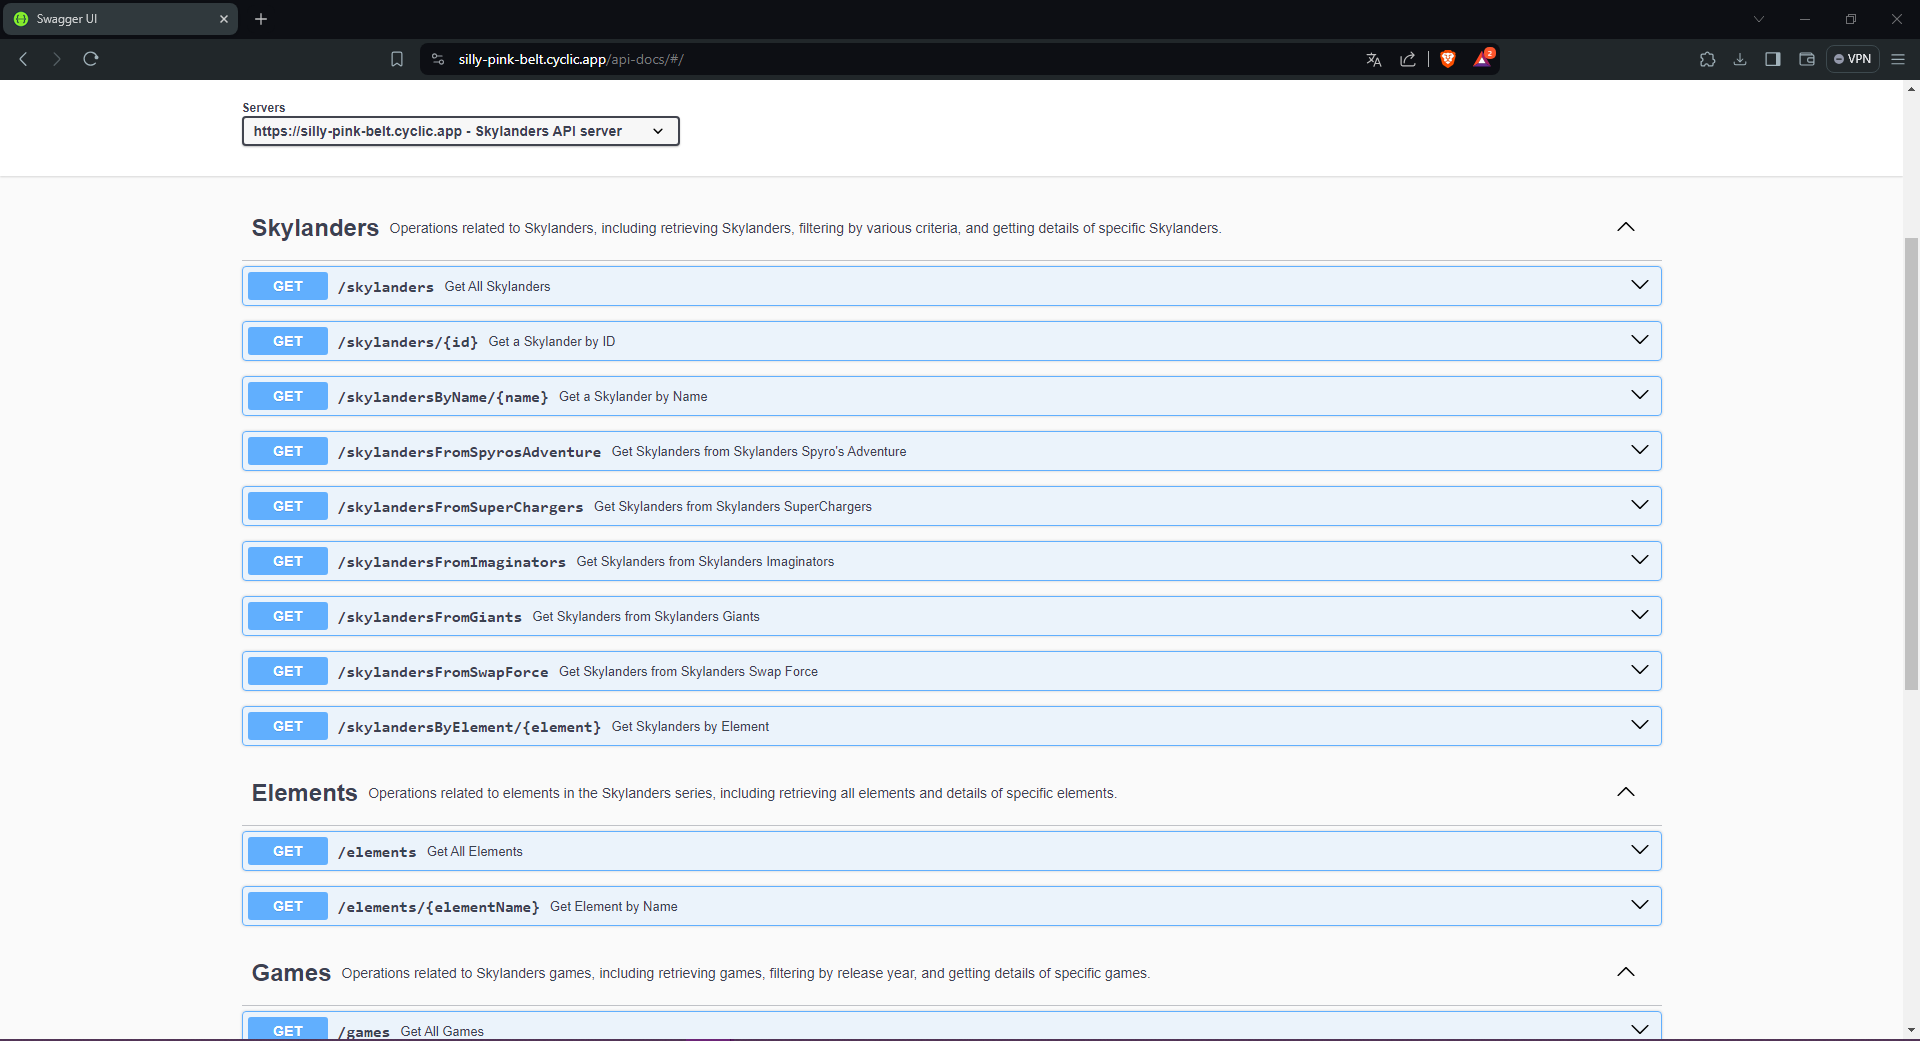 Swagger UI
silly-pink-belt.cyclic.app/api-docs/#/
2
VPN
Servers
https://silly-pink-belt.cyclic.app - Skylanders API server
Skylanders Operations related to Skylanders, including retrieving Skylanders, filtering by various criteria, and getting details of specific Skylanders.
GET /skylanders Get All Skylanders
GET /skylanders/{id} Get a Skylander by ID
GET /skylandersByName/{name} Get a Skylander by Name
GET /skylandersFromSpyrosAdventure Get Skylanders from Skylanders Spyro's Adventure
GET /skylandersFromSuperChargers Get Skylanders from Skylanders SuperChargers
GET /skylandersFromImaginators Get Skylanders from Skylanders Imaginators
GET /skylandersFromGiants Get Skylanders from Skylanders Giants
GET /skylandersFromSwapForce Get Skylanders from Skylanders Swap Force
GET /skylandersByElement/{element} Get Skylanders by Element
Elements Operations related to elements in the Skylanders series, including retrieving all elements and details of specific elements.
GET /elements Get All Elements
GET /elements/{elementName} Get Element by Name
Games Operations related to Skylanders games, including retrieving games, filtering by release year, and getting details of specific games.
GET /games Get All Games